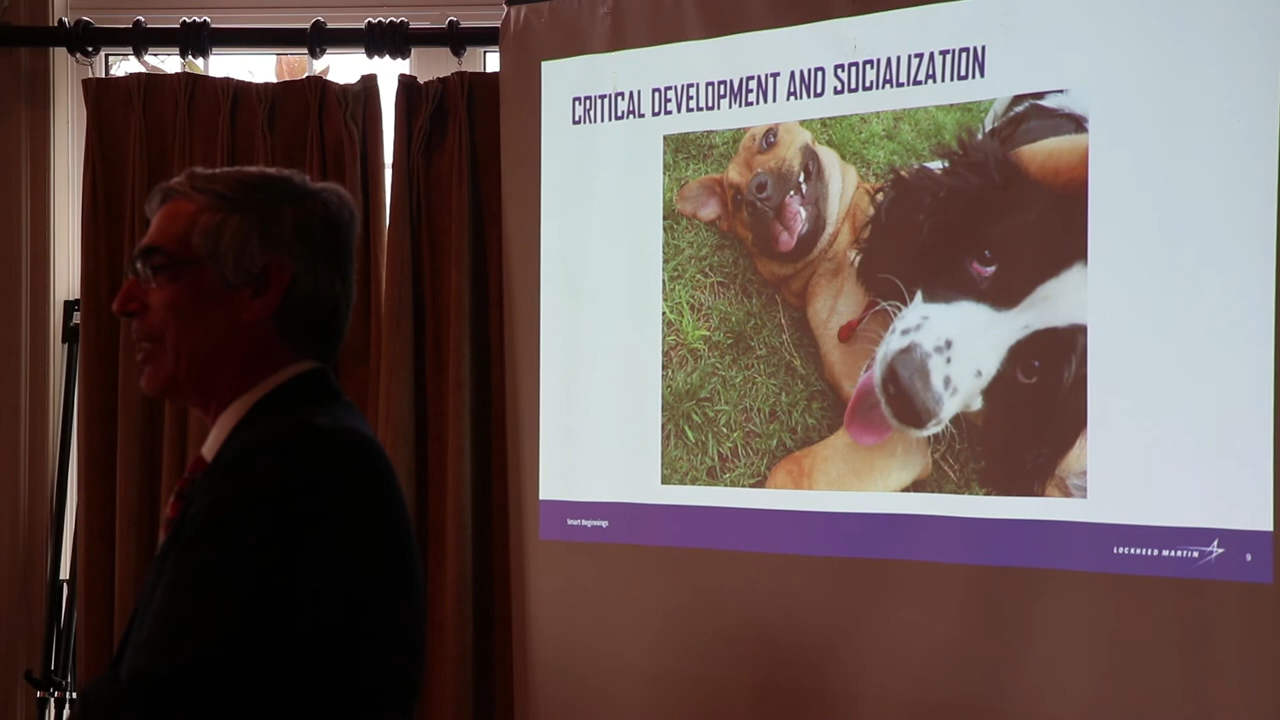 CRITICAL DEVELOPMENT AND SOCIALIZATION
Smart Beginnings
LOCKHEED MARTIN
9